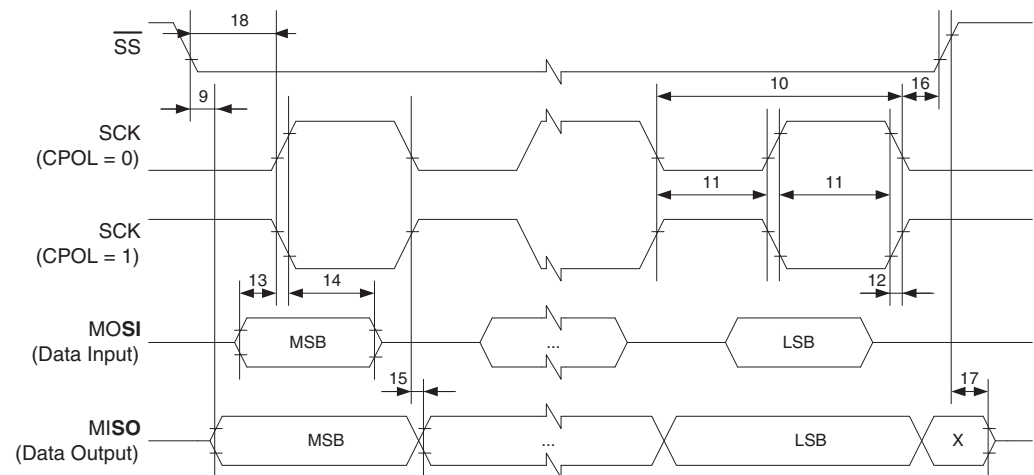 18
SS
10
16
9
SCK
(CPOL = 0)
11
11
SCK
(CPOL = 1)
13
14
12
MOSI
(Data Input)
MSB
...
LSB
15
17
MISO
(Data Output)
MSB
...
LSB
X